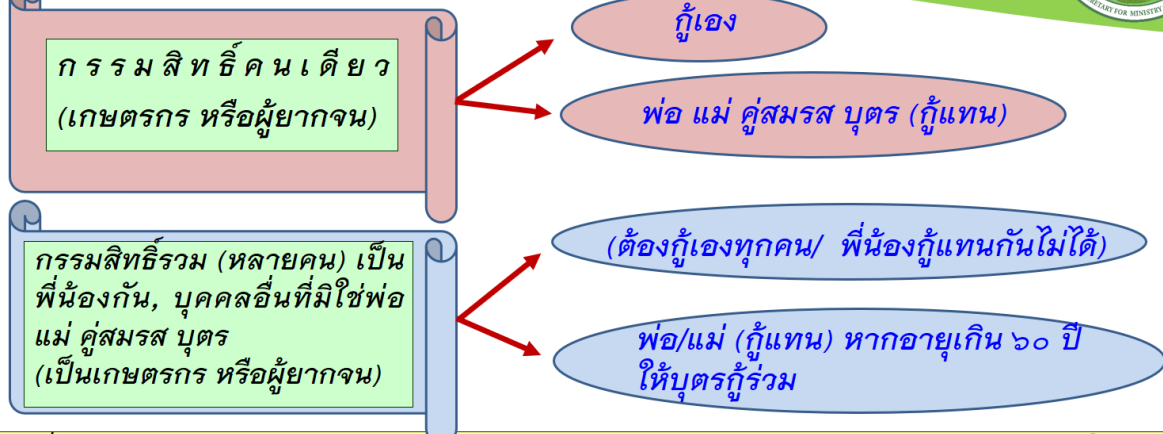 RETARY FOR MINISTRY
กรรมสิทธิ์คนเดียว
(เกษตรกร หรือผู้ยากจน)
กู้เอง
พ่อ แม่ คู่สมรส บุตร (กู้แทน)
กรรมสิทธิ์รวม (หลายคน) เป็น
พี่น้องกัน, บุคคลอื่นที่มิใช่พ่อ
แม่ คู่สมรส บุตร
(เป็นเกษตรกร หรือผู้ยากจน)
(ต้องกู้เองทุกคน/ พี่น้องกู้แทนกันไม่ได้)
พ่อ/แม่ (กู้แทน) หากอายุเกิน ๖๐ ปี
ให้บุตรกู้ร่วม